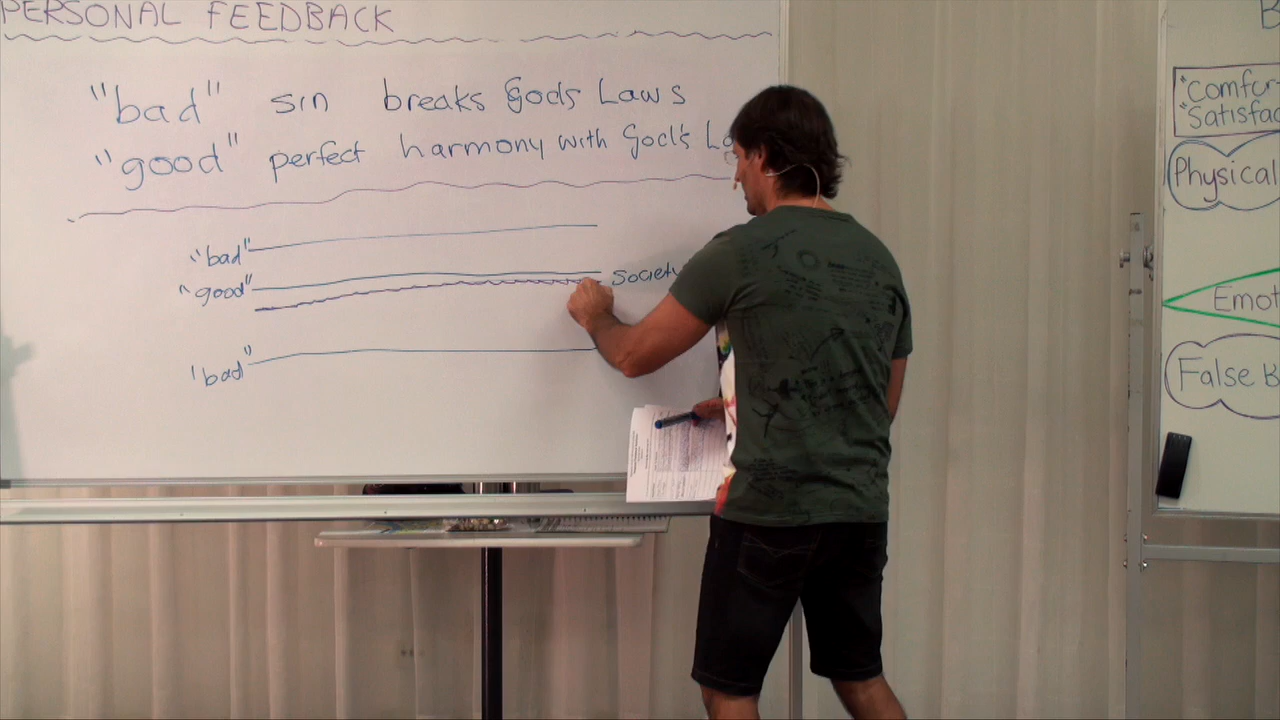 PERSONAL FEEDBACK
"bad" sin breaks Gods Laws
"good" perfect harmony with God's
"bad"
"good" society
"bad"
"Comfor
"Satisfac
Physical
Emot
False B